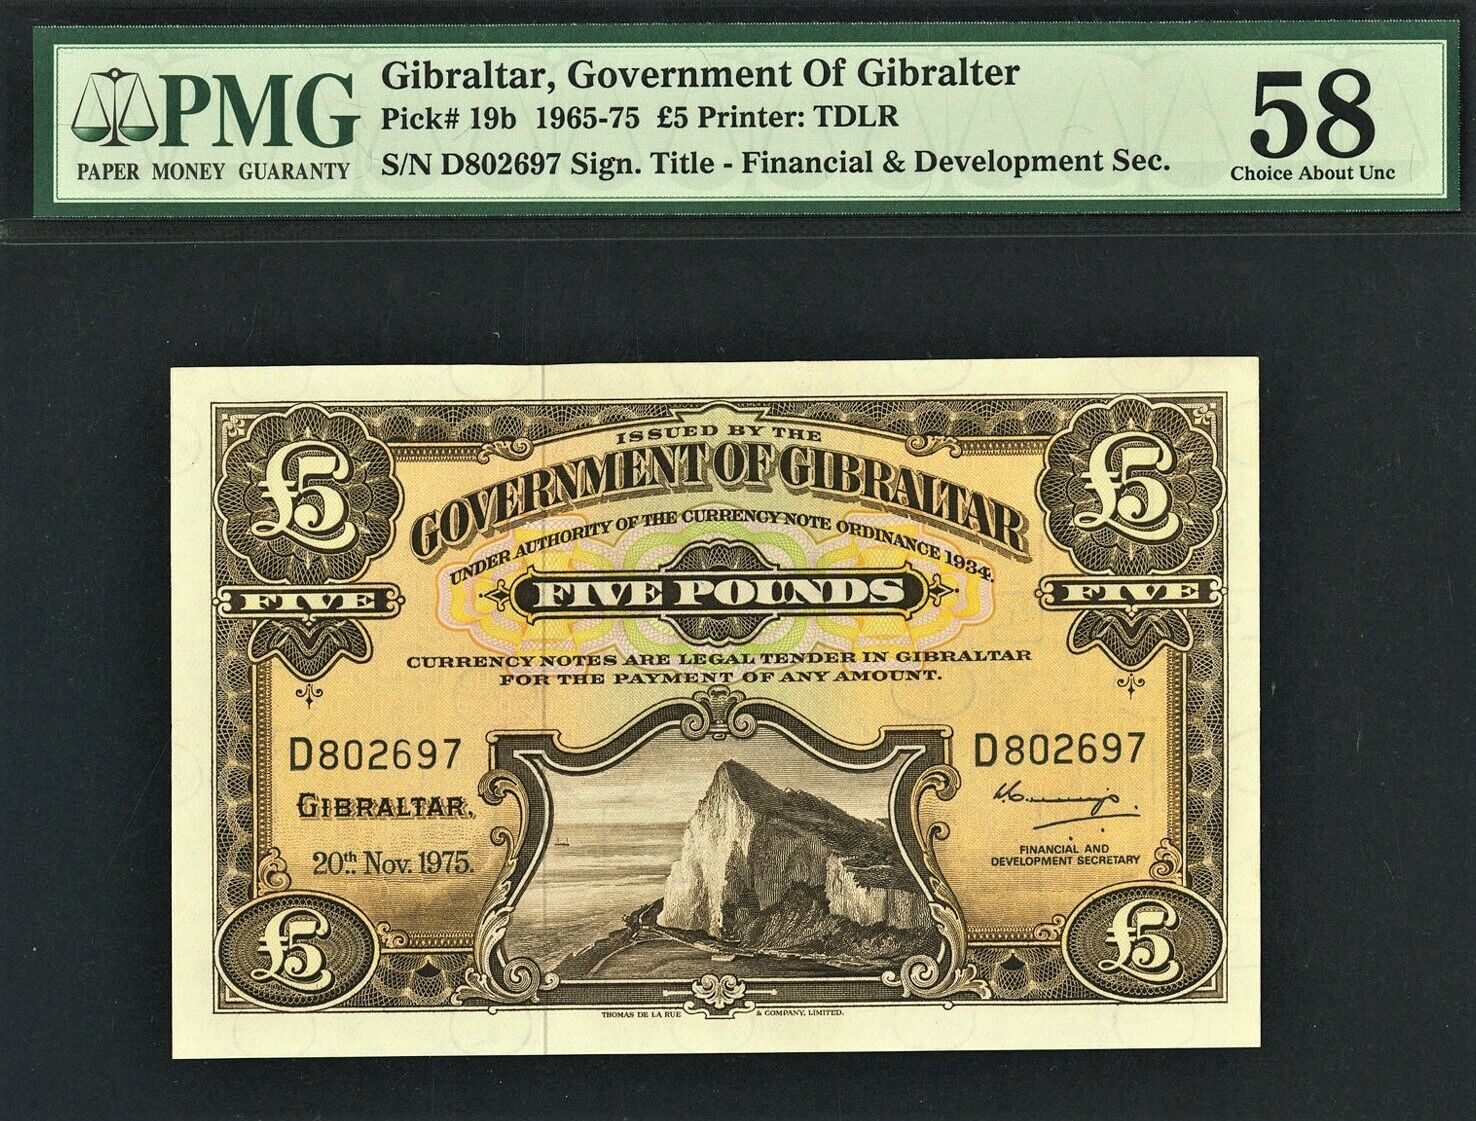 PMG
PAPER MONEY GUARANTY
Gibraltar, Government Of Gibralter
Pick# 19b 1965-75 £5 Printer: TDLR
S/N D802697 Sign. Title - Financial & Development Sec.
58
Choice About Unc
£5
£5
ISSUED BY THE
GOVERNMENT OF GIBRALTAR
UNDER AUTHORITY OF THE CURRENCY NOTE ORDINANCE 1934.
FIVE
FIVE POUNDS
FIVE
CURRENCY NOTES ARE LEGAL TENDER IN GIBRALTAR
FOR THE PAYMENT OF ANY AMOUNT.
D802697
D802697
GIBRALTAR,
20th Nov. 1975.
FINANCIAL AND
DEVELOPMENT SECRETARY
£5
£5
THOMAS DE LA RUE & COMPANY, LIMITED.